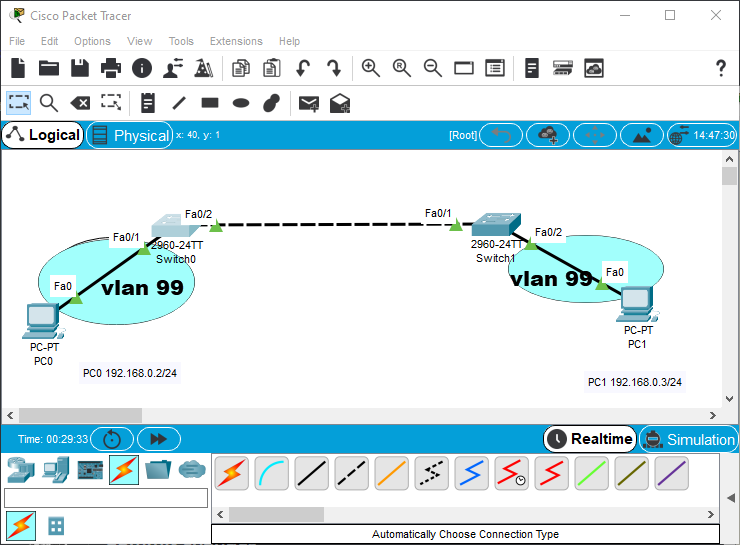 Cisco Packet Tracer
File Edit Options View Tools Extensions Help
Logical Physical x: 40, y: 1 [Root] 14:47:30
Fa0/2 Fa0/1
Fa0/1 2960-24TT 2960-24TT Fa0/2
Switch0 Switch1
Fa0 vlan 99 vlan 99 Fa0
PC-PT PC-PT
PC0 PC1
PC0 192.168.0.2/24 PC1 192.168.0.3/24
Time: 00:29:33 Realtime Simulation
Automatically Choose Connection Type